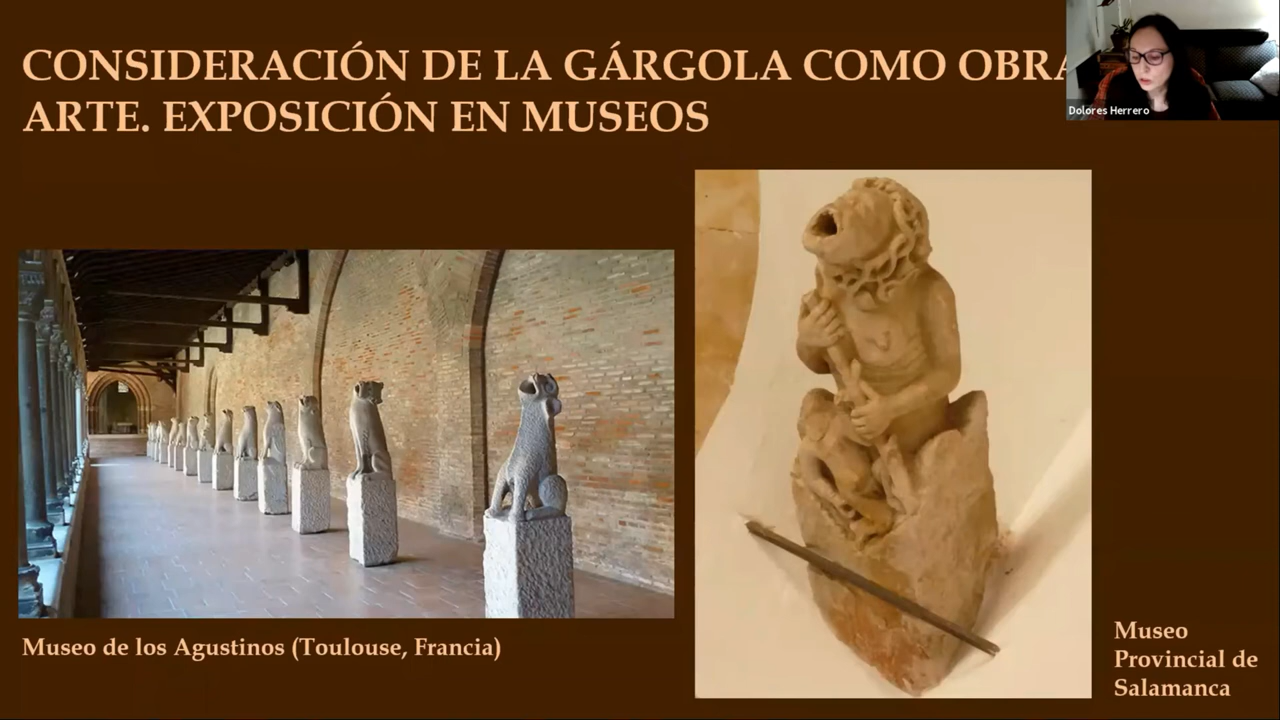 CONSIDERACIÓN DE LA GÁRGOLA COMO OBRA
ARTE. EXPOSICIÓN EN MUSEOS
Dolores Herrero
Museo de los Agustinos (Toulouse, Francia)
Museo
Provincial de
Salamanca